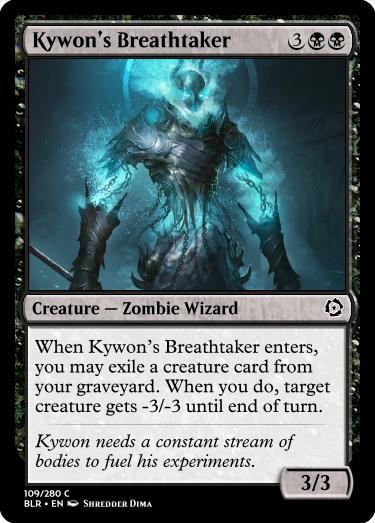 Kywon's Breathtaker 3
Creature — Zombie Wizard
When Kywon's Breathtaker enters,
you may exile a creature card from
your graveyard. When you do, target
creature gets -3/-3 until end of turn.
Kywon needs a constant stream of
bodies to fuel his experiments.
3/3
109/280 C
BLR • EN SHREDDER DIMA